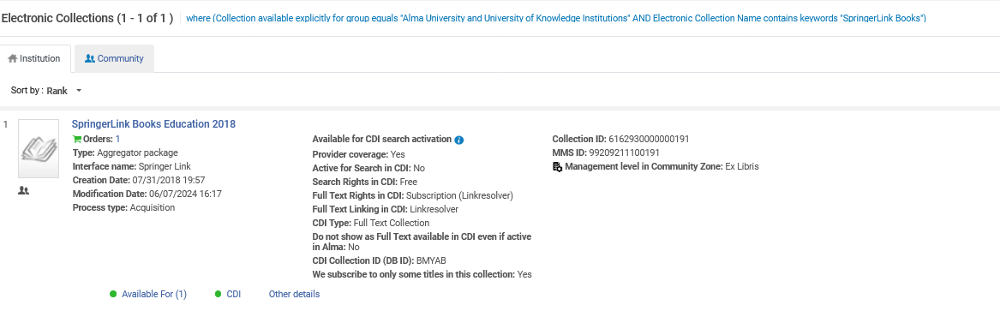 Electronic Collections (1 - 1 of 1 ) where (Collection available explicitly for group equals "Alma University and University of Knowledge Institutions" AND Electronic Collection Name contains keywords "SpringerLink Books")
Institution Community
Sort by : Rank
1 SpringerLink Books Education 2018
Orders: 1
Type: Aggregator package
Interface name: Springer Link
Creation Date: 07/31/2018 19:57
Modification Date: 06/07/2024 16:17
Process type: Acquisition
Available for CDI search activation
Provider coverage: Yes
Active for Search in CDI: No
Search Rights in CDI: Free
Full Text Rights in CDI: Subscription (Linkresolver)
Full Text Linking in CDI: Linkresolver
CDI Type: Full Text Collection
Do not show as Full Text available in CDI even if active
in Alma: No
CDI Collection ID (DB ID): BMYAB
We subscribe to only some titles in this collection: Yes
Collection ID: 6162930000000191
MMS ID: 99209211100191
Management level in Community Zone: Ex Libris
Available For (1) CDI Other details